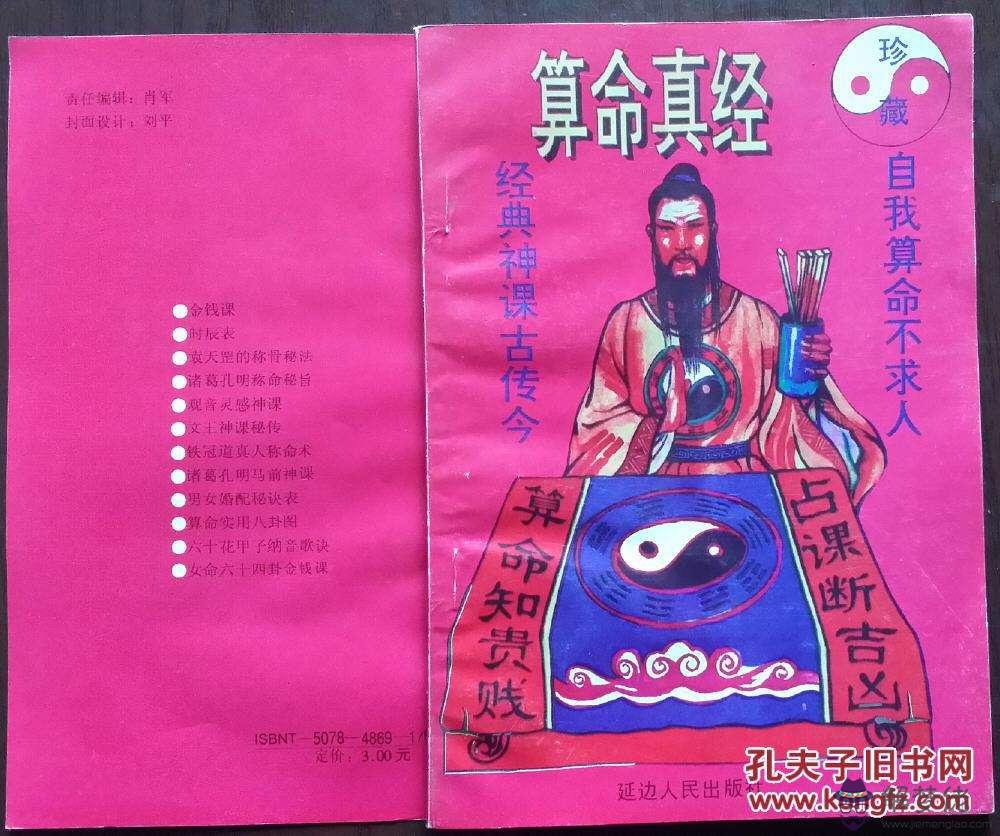 责任编辑：肖军
封面设计：刘平
金钱课
时辰表
袁天罡的称骨秘法
诸葛孔明称命秘旨
观音灵感神课
文王神课秘传
铁冠道真人称命术
诸葛孔明马前神课
男女婚配秘诀表
算命实用八卦图
六十花甲子纳音歌诀
女命六十四卦金钱课
ISBNT—5078—4869—1/
定价：3.00元
算命真经
珍藏
经典神课古传今
自我算命不求人
算命知贵贱
占课断吉凶
延边人民出版社
孔夫子旧书网
www.kongfz.com
解梦佬
www.jiemenglao.com